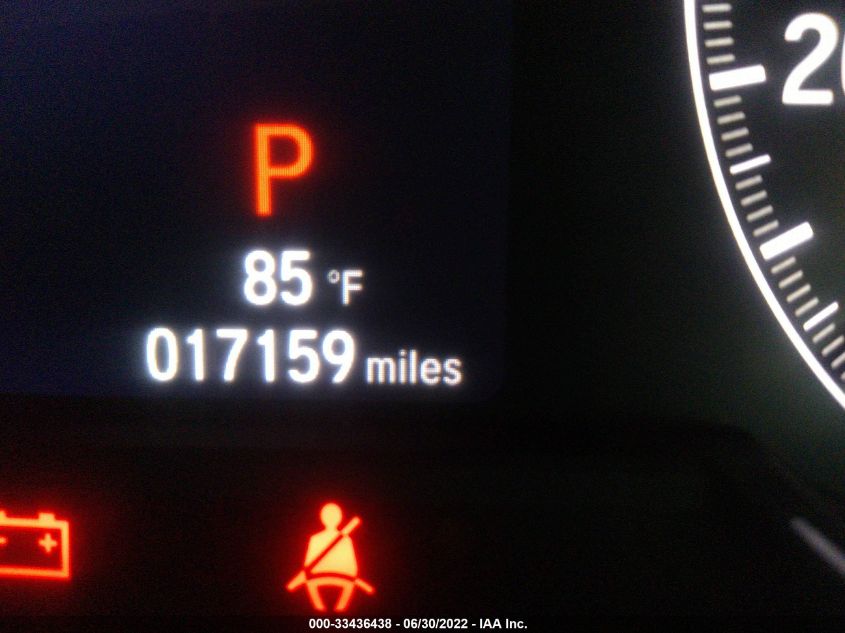 P
85 °F
017159 miles
000-33436438 - 06/30/2022 - IAA Inc.